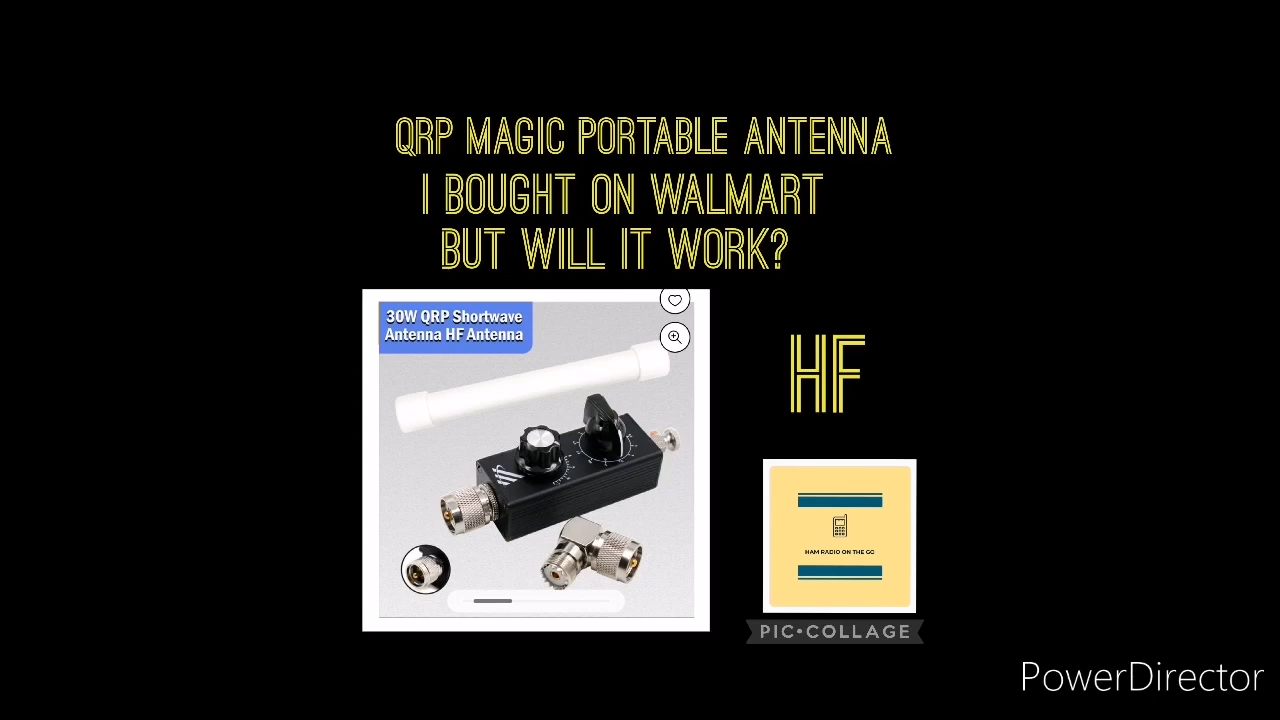 QRP MAGIC PORTABLE ANTENNA
I BOUGHT ON WALMART
BUT WILL IT WORK?
30W QRP Shortwave
Antenna HF Antenna
HF
HAM RADIO ON THE GO
PIC•COLLAGE
PowerDirector